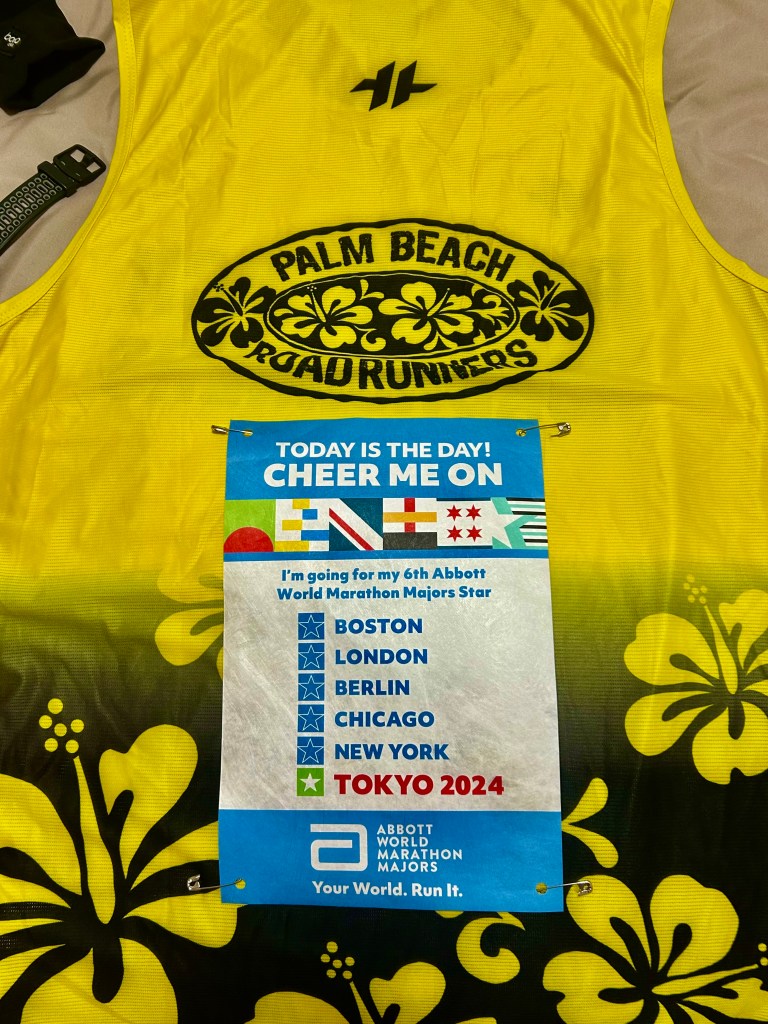 PALM BEACH
ROAD RUNNERS
TODAY IS THE DAY!
CHEER ME ON
I'm going for my 6th Abbott
World Marathon Majors Star
BOSTON
LONDON
BERLIN
CHICAGO
NEW YORK
TOKYO 2024
ABBOTT
WORLD
MARATHON
MAJORS
Your World. Run It.